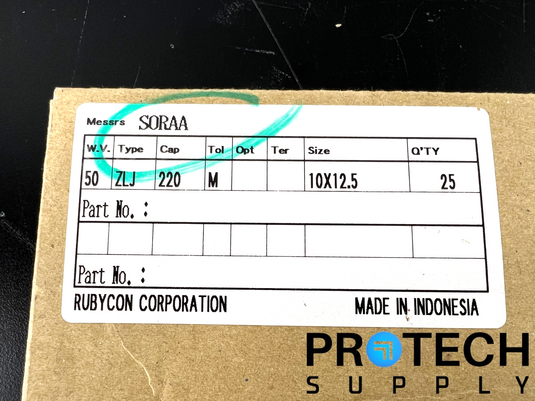 Messrs SORAA
W.V. Type Cap Tol Opt Ter Size Q'TY
50 ZLJ 220 M 10X12.5 25
Part No. :
Part No. :
RUBYCON CORPORATION MADE IN INDONESIA
PROTECH
SUPPLY